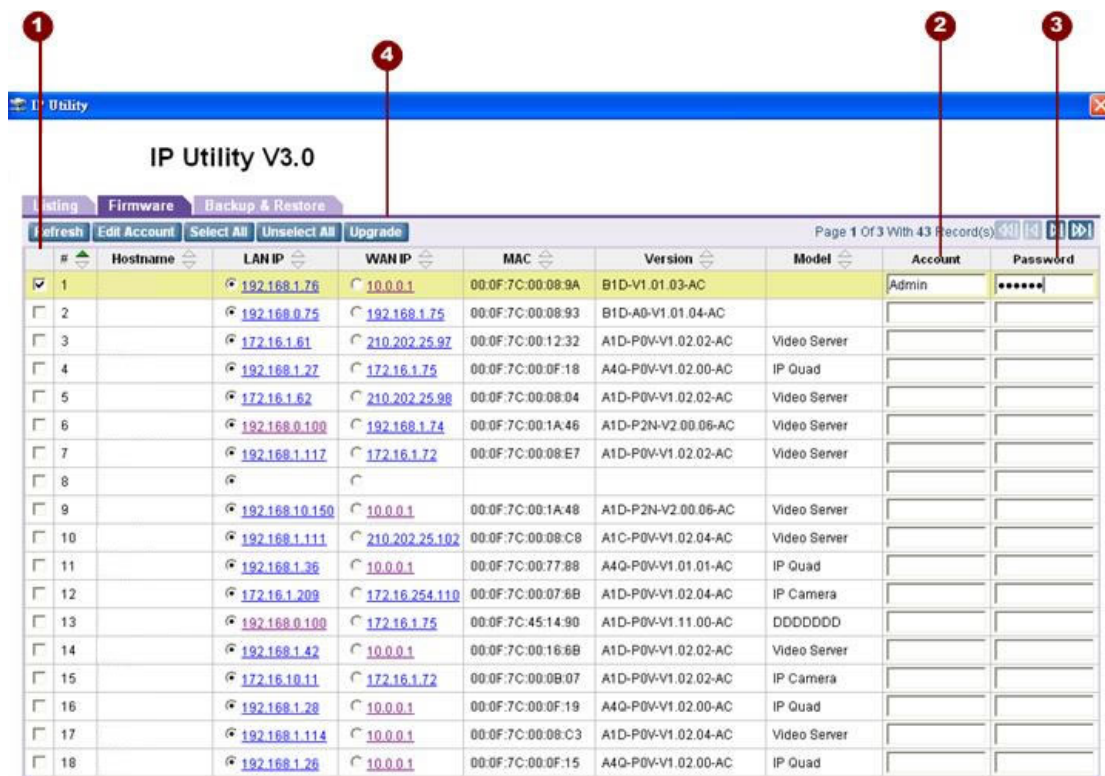 1
2
3
4
IP Utility
IP Utility V3.0
Listing Firmware Backup & Restore
Refresh Edit Account Select All Unselect All Upgrade Page 1 Of 3 With 43 Record(s)
# Hostname LAN IP WAN IP MAC Version Model Account Password
1 192.168.1.76 10.0.0.1 00:0F:7C:00:08:9A B1D-V1.01.03-AC Admin ••••••
2 192.168.0.75 192.168.1.75 00:0F:7C:00:08:93 B1D-A0-V1.01.04-AC
3 172.16.1.61 210.202.25.97 00:0F:7C:00:12:32 A1D-P0V-V1.02.02-AC Video Server
4 192.168.1.27 172.16.1.75 00:0F:7C:00:0F:18 A4Q-P0V-V1.02.00-AC IP Quad
5 172.16.1.62 210.202.25.98 00:0F:7C:00:08:04 A1D-P0V-V1.02.02-AC Video Server
6 192.168.0.100 192.168.1.74 00:0F:7C:00:1A:46 A1D-P2N-V2.00.06-AC Video Server
7 192.168.1.117 172.16.1.72 00:0F:7C:00:08:E7 A1D-P0V-V1.02.02-AC Video Server
8
9 192.168.10.150 10.0.0.1 00:0F:7C:00:1A:48 A1D-P2N-V2.00.06-AC Video Server
10 192.168.1.111 210.202.25.102 00:0F:7C:00:08:C8 A1C-P0V-V1.02.04-AC Video Server
11 192.168.1.36 10.0.0.1 00:0F:7C:00:77:88 A4Q-P0V-V1.01.01-AC IP Quad
12 172.16.1.209 172.16.254.110 00:0F:7C:00:07:6B A1D-P0V-V1.02.04-AC IP Camera
13 192.168.0.100 172.16.1.75 00:0F:7C:45:14:90 A1D-P0V-V1.11.00-AC DDDDDDD
14 192.168.1.42 10.0.0.1 00:0F:7C:00:16:6B A1D-P0V-V1.02.02-AC Video Server
15 172.16.10.11 172.16.1.72 00:0F:7C:00:0B:07 A1D-P0V-V1.02.02-AC IP Camera
16 192.168.1.28 10.0.0.1 00:0F:7C:00:0F:19 A4Q-P0V-V1.02.00-AC IP Quad
17 192.168.1.114 10.0.0.1 00:0F:7C:00:08:C3 A1D-P0V-V1.02.04-AC Video Server
18 192.168.1.26 10.0.0.1 00:0F:7C:00:0F:15 A4Q-P0V-V1.02.00-AC IP Quad